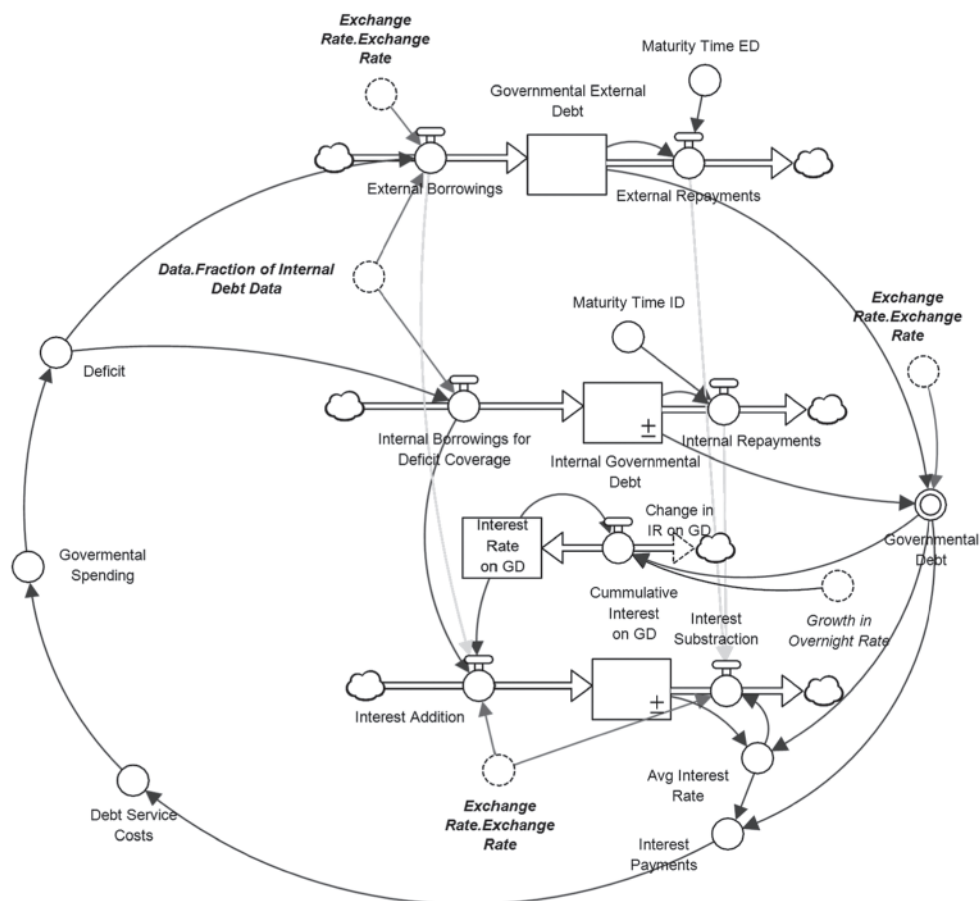 Exchange
Rate.Exchange
Rate
Maturity Time ED
Governmental External
Debt
External Borrowings
External Repayments
Data.Fraction of Internal
Debt Data
Maturity Time ID
Exchange
Rate.Exchange
Rate
Deficit
Internal Borrowings for
Deficit Coverage
Internal Governmental
Debt
Internal Repayments
Interest
Rate
on GD
Change in
IR on GD
Governmental
Debt
Govermental
Spending
Cummulative
Interest
on GD
Interest
Substraction
Growth in
Overnight Rate
Interest Addition
Avg Interest
Rate
Debt Service
Costs
Exchange
Rate.Exchange
Rate
Interest
Payments